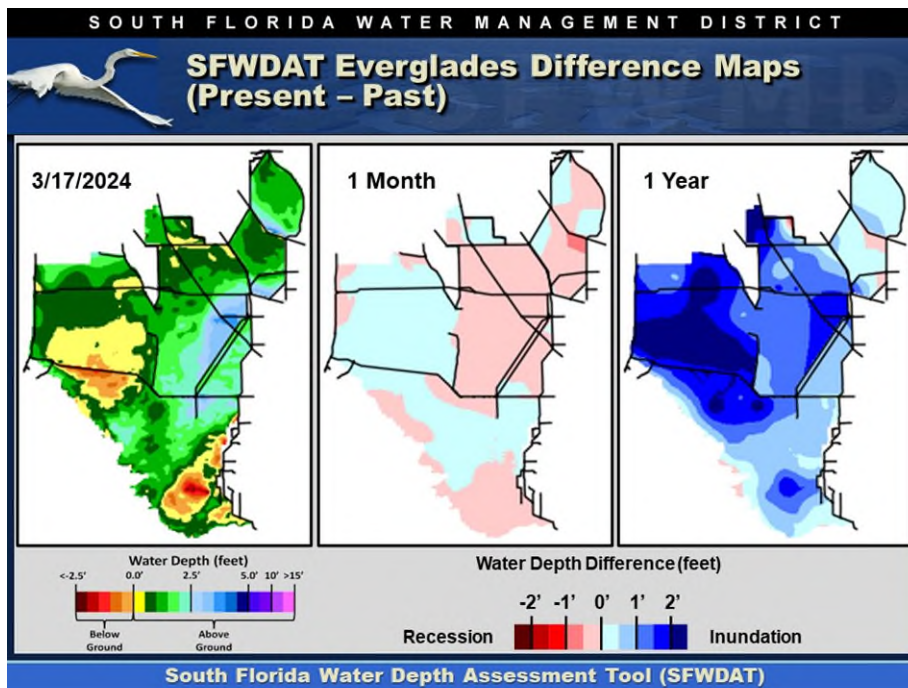 SOUTH FLORIDA WATER MANAGEMENT DISTRICT
SFWDAT Everglades Difference Maps
(Present – Past)
3/17/2024
1 Month
1 Year
Water Depth (feet)
<-2.5' 0.0' 2.5' 5.0' 10' >15'
Below
Ground
Above
Ground
Water Depth Difference (feet)
-2' -1' 0' 1' 2'
Recession
Inundation
South Florida Water Depth Assessment Tool (SFWDAT)